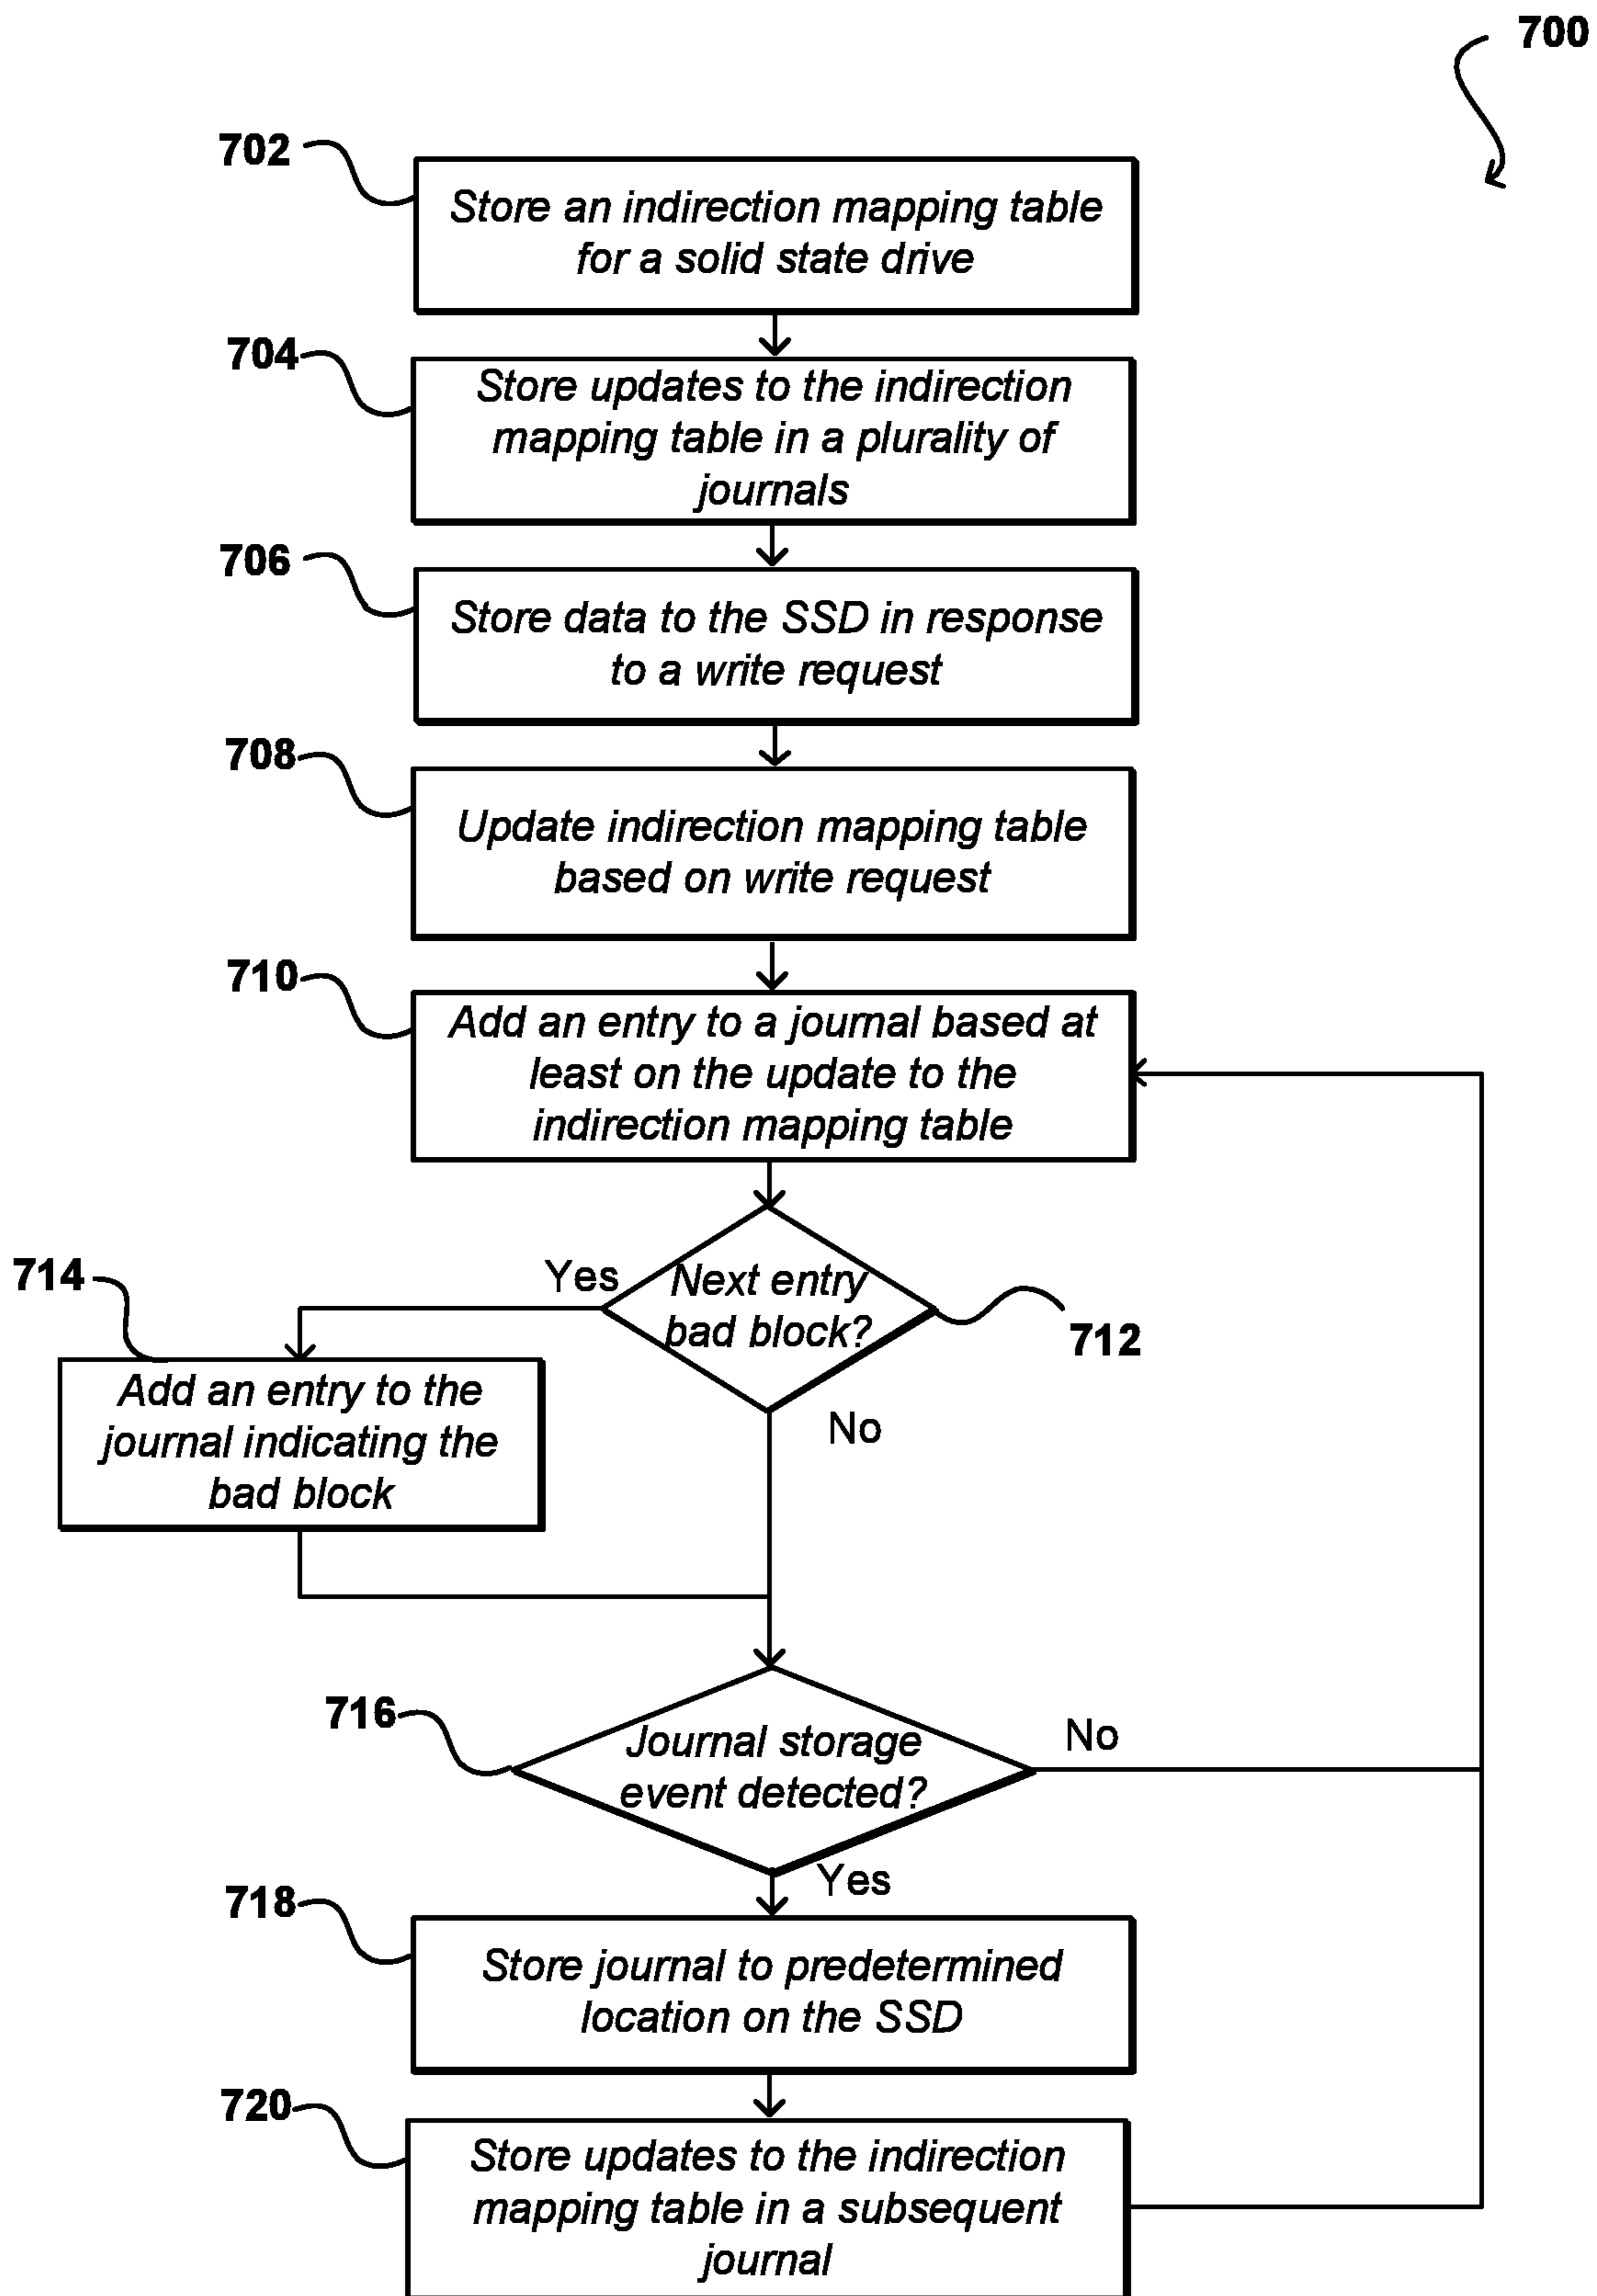 700
702
Store an indirection mapping table
for a solid state drive
704
Store updates to the indirection
mapping table in a plurality of
journals
706
Store data to the SSD in response
to a write request
708
Update indirection mapping table
based on write request
710
Add an entry to a journal based at
least on the update to the
indirection mapping table
Yes
Next entry
bad block?
712
No
714
Add an entry to the
journal indicating the
bad block
716
Journal storage
event detected?
No
Yes
718
Store journal to predetermined
location on the SSD
720
Store updates to the indirection
mapping table in a subsequent
journal